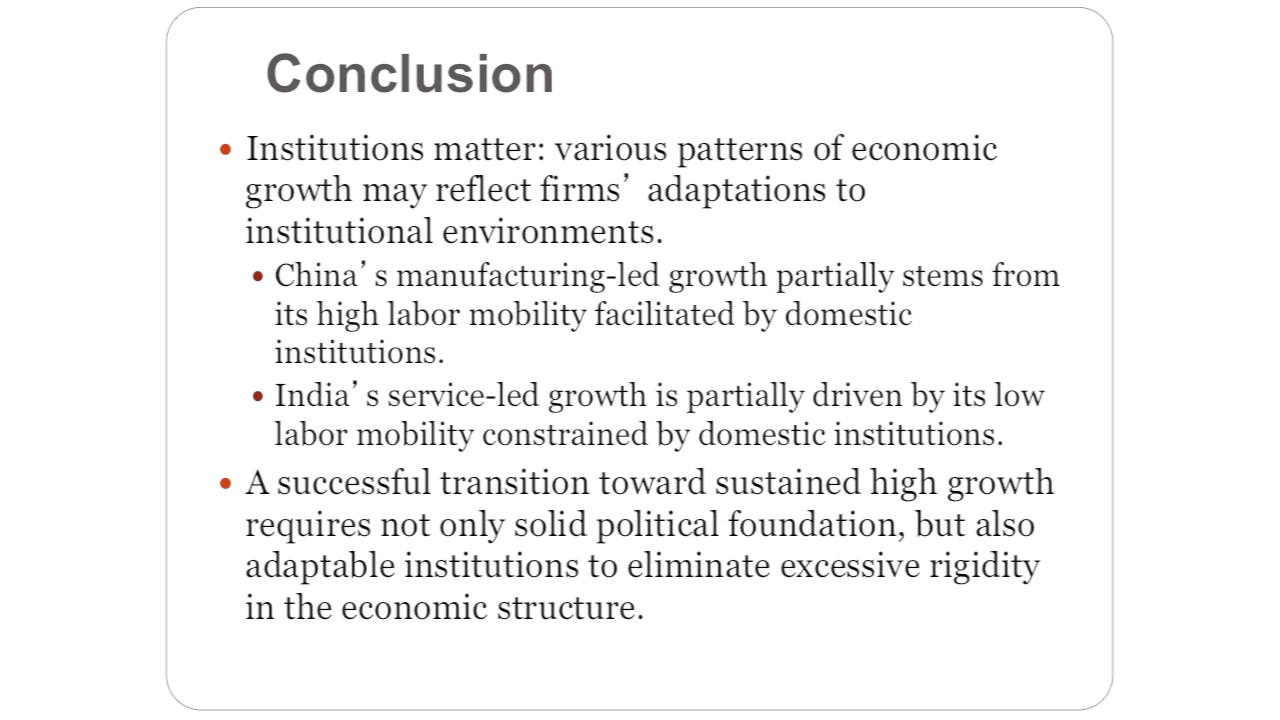 Conclusion
• Institutions matter: various patterns of economic
growth may reflect firms’ adaptations to
institutional environments.
• China’s manufacturing-led growth partially stems from
its high labor mobility facilitated by domestic
institutions.
• India’s service-led growth is partially driven by its low
labor mobility constrained by domestic institutions.
• A successful transition toward sustained high growth
requires not only solid political foundation, but also
adaptable institutions to eliminate excessive rigidity
in the economic structure.